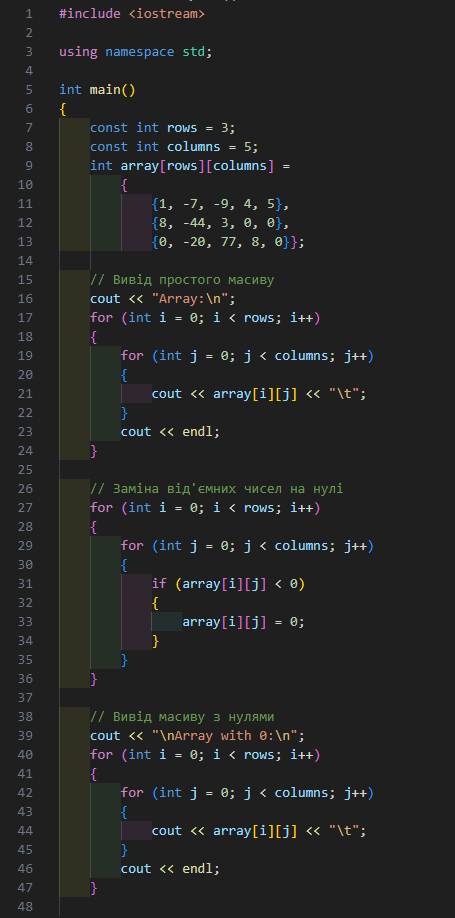 1 #include <iostream>
2
3 using namespace std;
4
5 int main()
6 {
7 const int rows = 3;
8 const int columns = 5;
9 int array[rows][columns] =
10 {
11 {1, -7, -9, 4, 5},
12 {8, -44, 3, 0, 0},
13 {0, -20, 77, 8, 0}};
14
15 // Вивід простого масиву
16 cout << "Array:\n";
17 for (int i = 0; i < rows; i++)
18 {
19 for (int j = 0; j < columns; j++)
20 {
21 cout << array[i][j] << "\t";
22 }
23 cout << endl;
24 }
25
26 // Заміна від'ємних чисел на нулі
27 for (int i = 0; i < rows; i++)
28 {
29 for (int j = 0; j < columns; j++)
30 {
31 if (array[i][j] < 0)
32 {
33 array[i][j] = 0;
34 }
35 }
36 }
37
38 // Вивід масиву з нулями
39 cout << "\nArray with 0:\n";
40 for (int i = 0; i < rows; i++)
41 {
42 for (int j = 0; j < columns; j++)
43 {
44 cout << array[i][j] << "\t";
45 }
46 cout << endl;
47 }
48